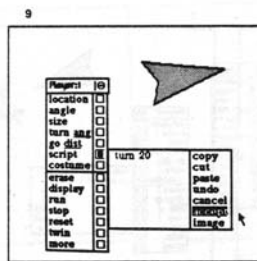 9
Player:1
location
angle
size
turn ang
go dist
script
costume
erase
display
run
stop
reset
twin
more
turn 20
copy
cut
paste
undo
cancel
accept
image